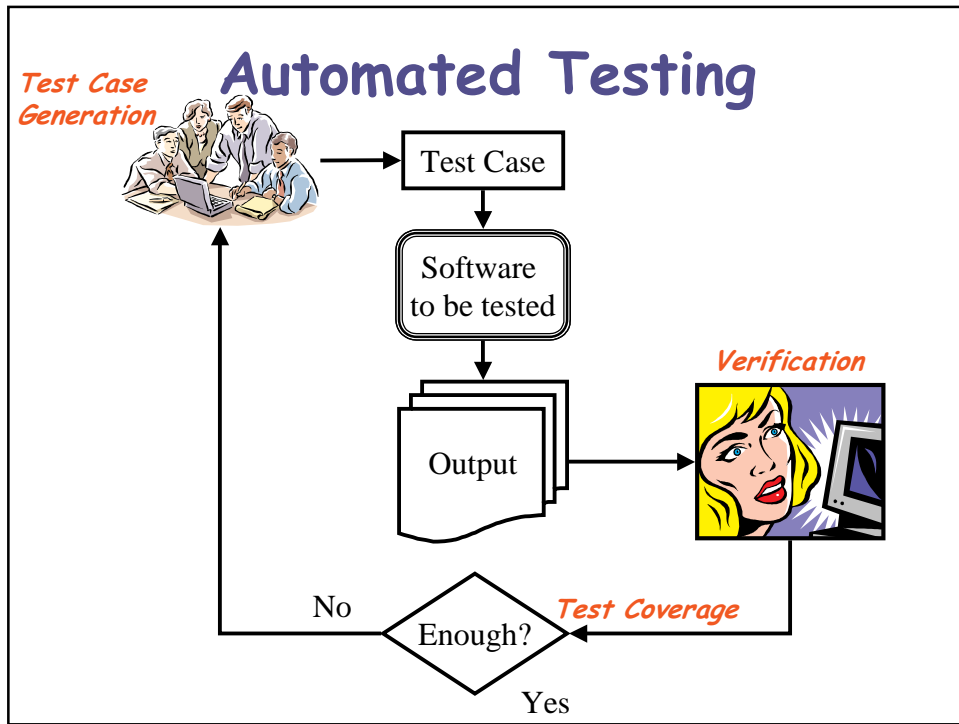 Automated Testing
Test Case
Generation
Test Case
Software
to be tested
Verification
Output
No
Test Coverage
Enough?
Yes